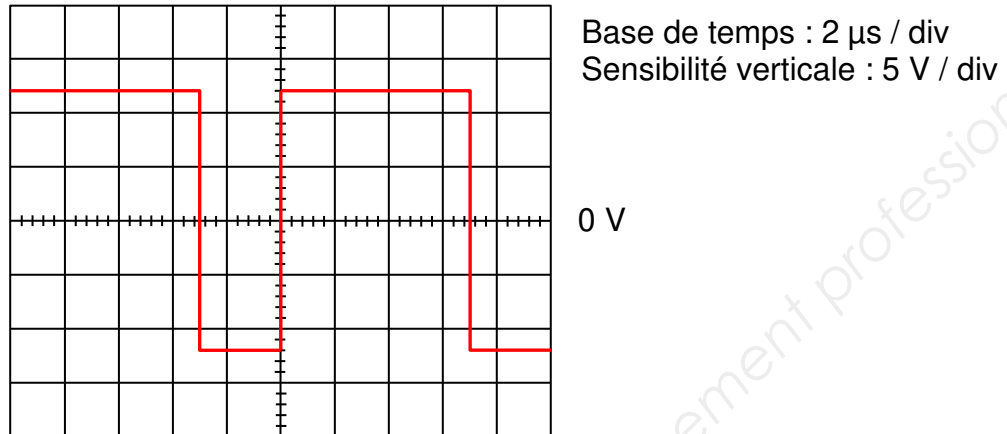 Base de temps : 2 µs / div
Sensibilité verticale : 5 V / div
0 V